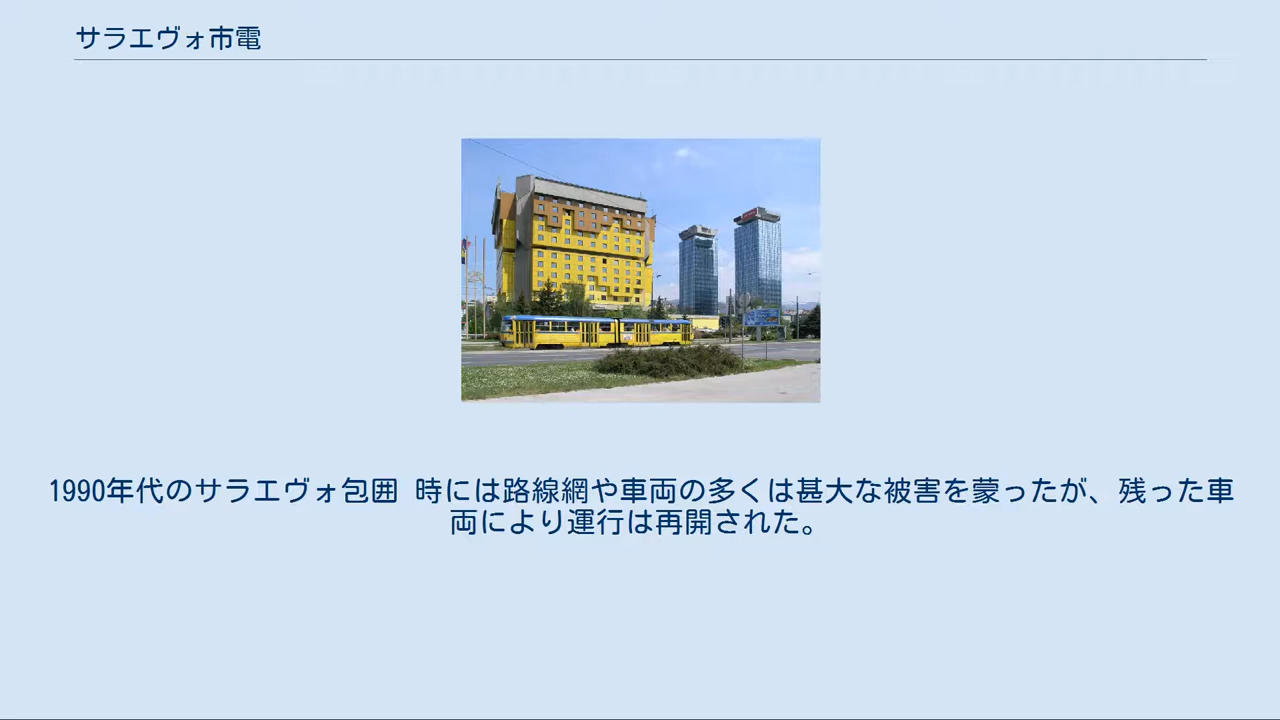 サラエヴォ市電
1990年代のサラエヴォ包囲 時には路線網や車両の多くは甚大な被害を蒙ったが、残った車
両により運行は再開された。